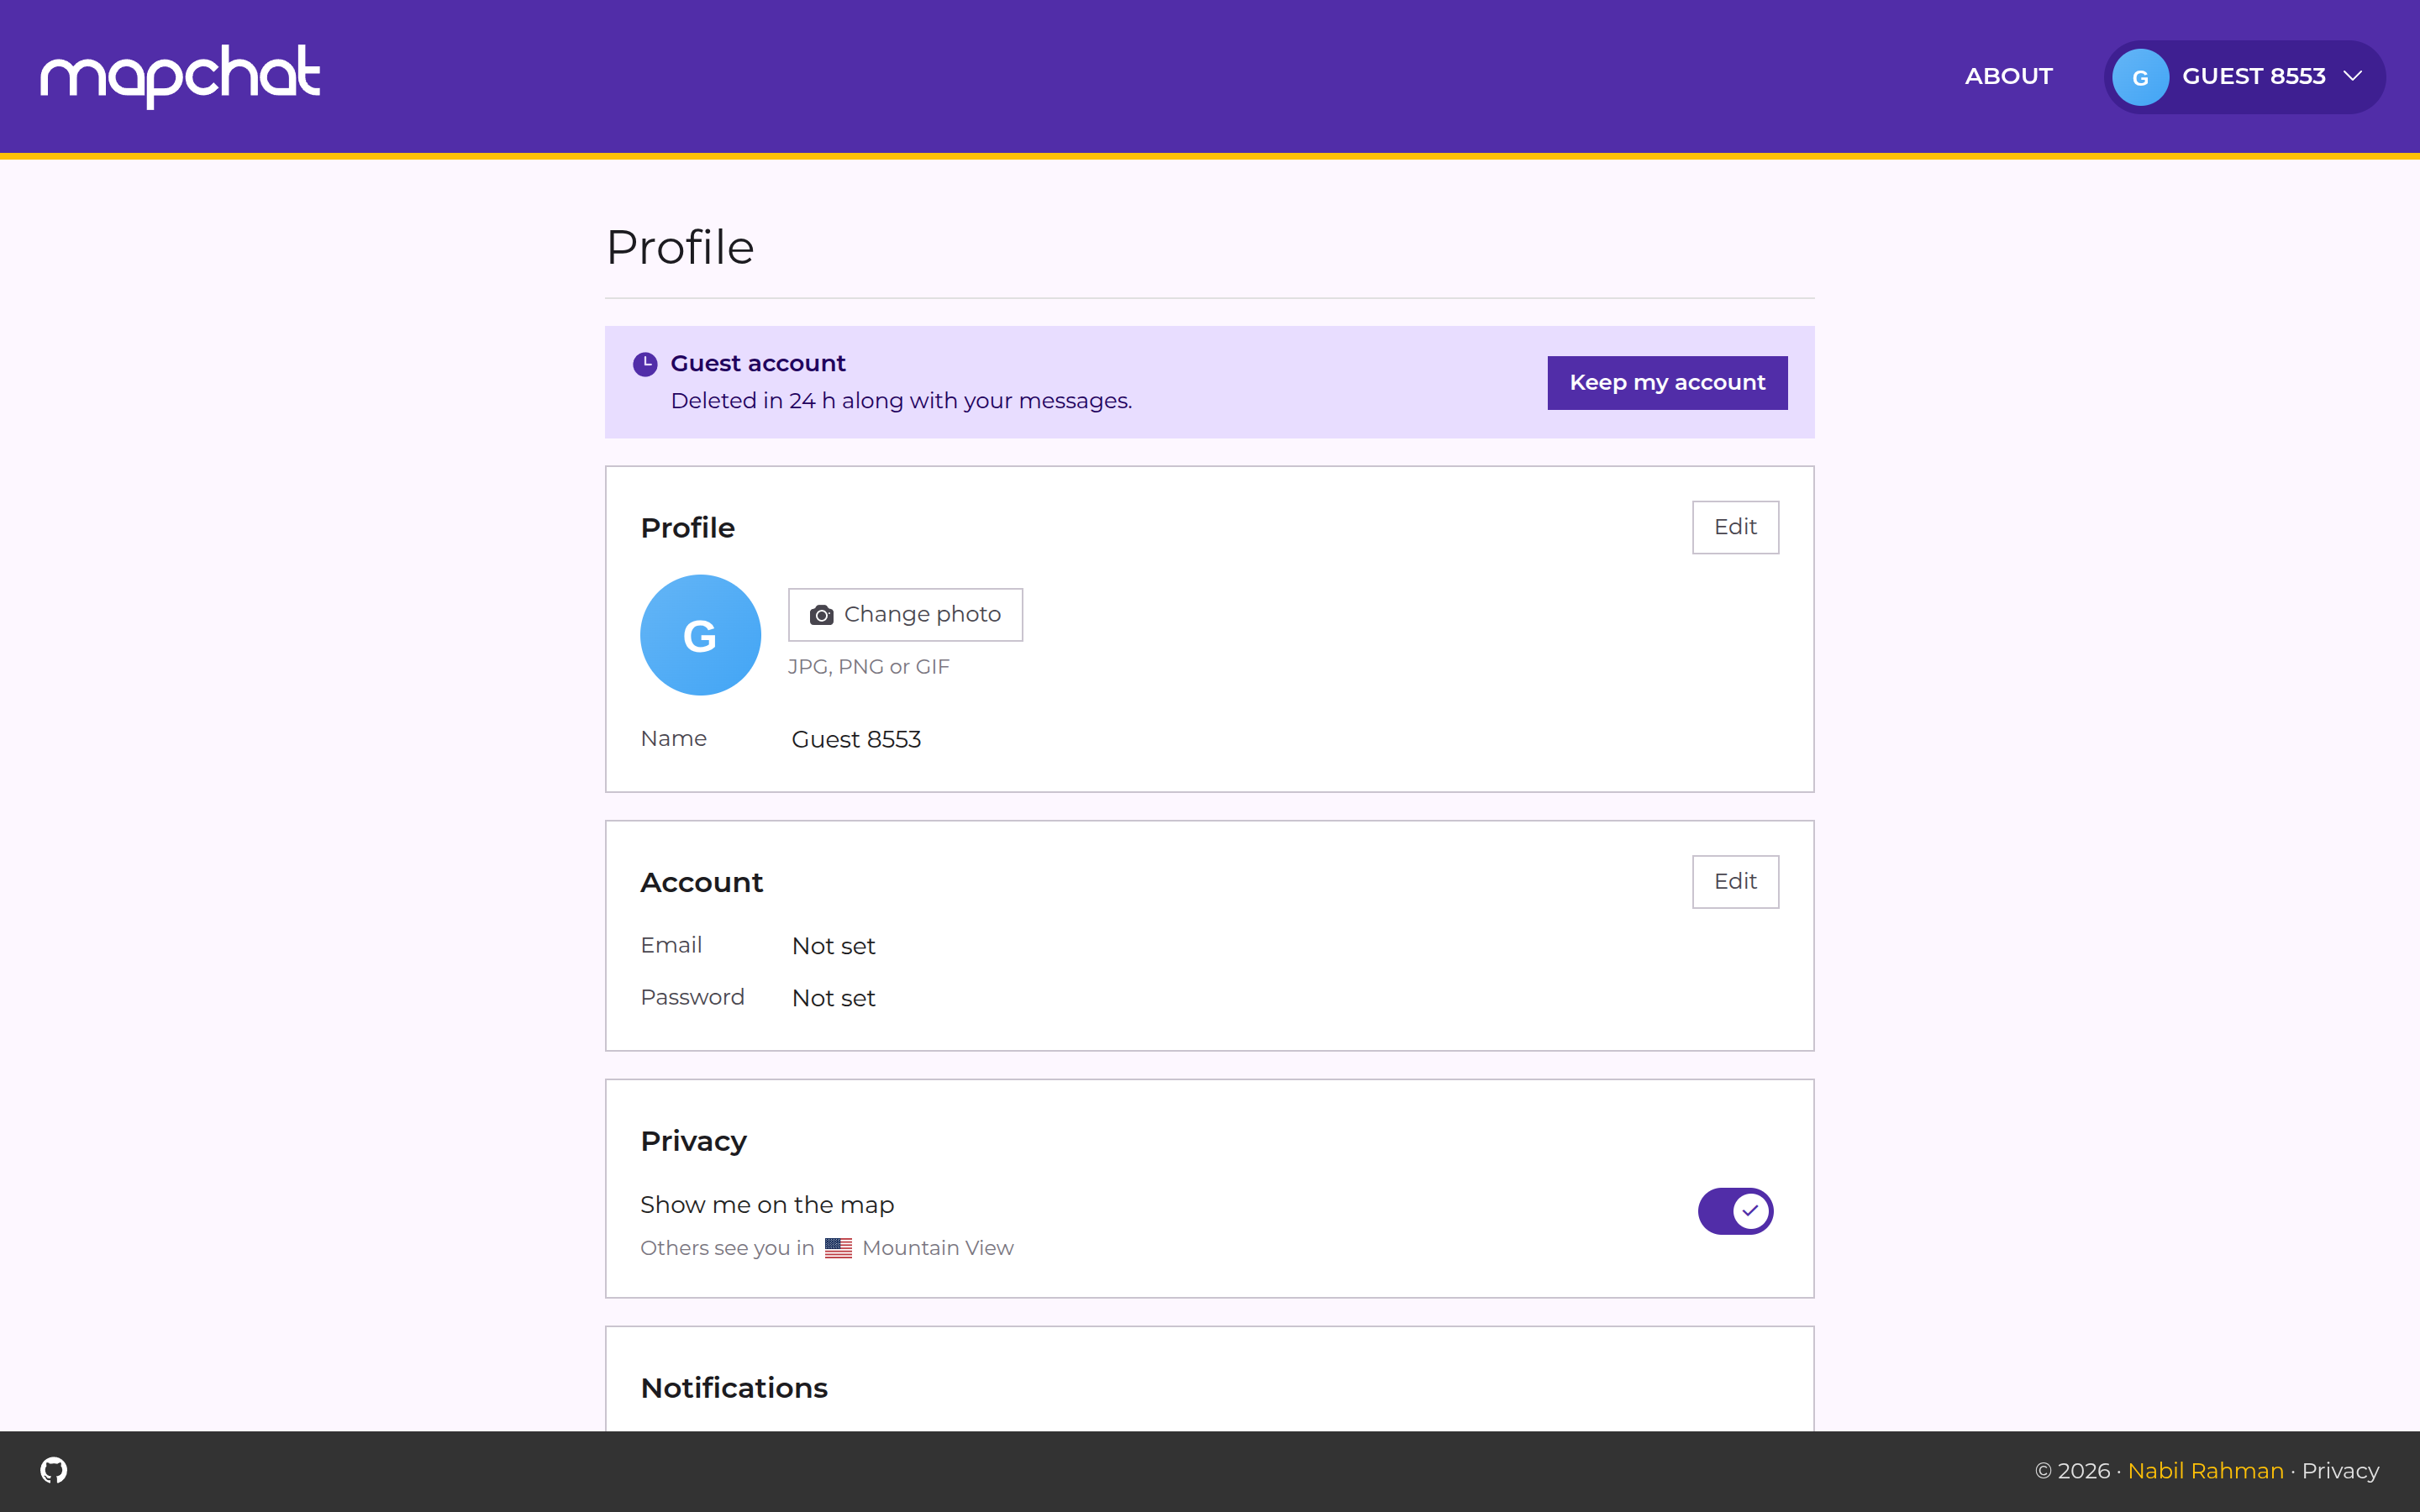 mapchat
ABOUT
G
GUEST 8553
Profile
Guest account
Deleted in 24 h along with your messages.
Keep my account
Profile
Edit
G
Change photo
JPG, PNG or GIF
Name
Guest 8553
Account
Edit
Email
Not set
Password
Not set
Privacy
Show me on the map
Others see you in Mountain View
Notifications
© 2026 · Nabil Rahman · Privacy